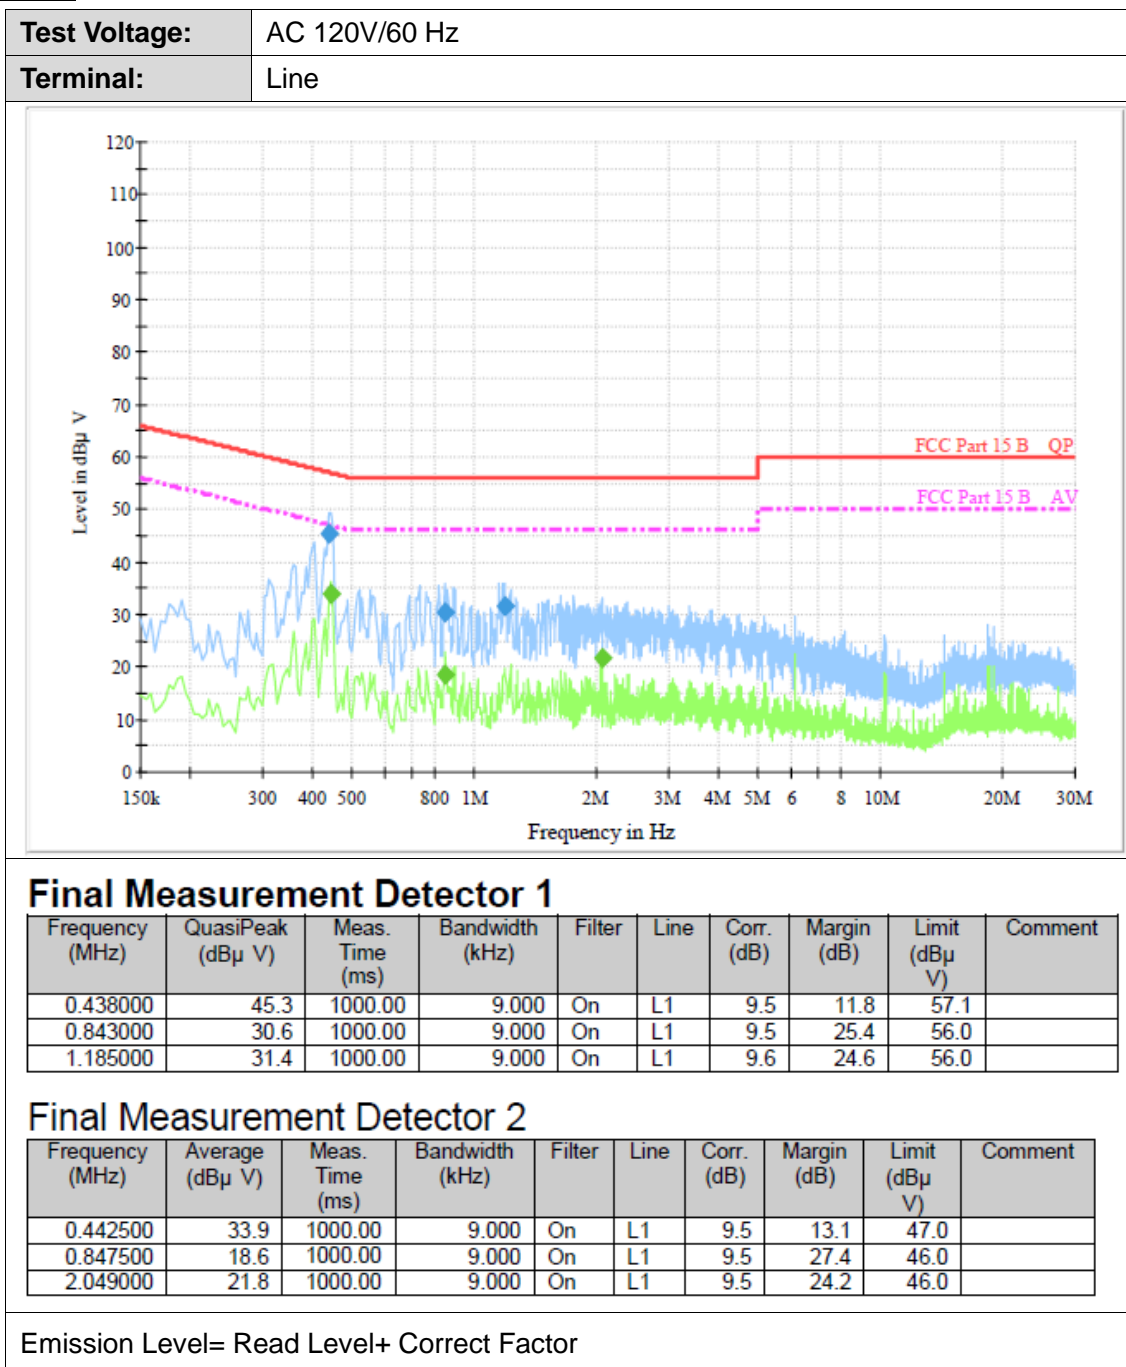 Test Voltage: AC 120V/60 Hz
Terminal: Line
120
110
100
90
80
70
60
50
40
30
20
10
0
Level in dBµ V
FCC Part 15 B QP
FCC Part 15 B AV
150k 300 400 500 800 1M 2M 3M 4M 5M 6 8 10M 20M 30M
Frequency in Hz
Final Measurement Detector 1
Frequency (MHz) QuasiPeak (dBµ V) Meas. Time (ms) Bandwidth (kHz) Filter Line Corr. (dB) Margin (dB) Limit (dBµ V) Comment
0.438000 45.3 1000.00 9.000 On L1 9.5 11.8 57.1
0.843000 30.6 1000.00 9.000 On L1 9.5 25.4 56.0
1.185000 31.4 1000.00 9.000 On L1 9.6 24.6 56.0
Final Measurement Detector 2
Frequency (MHz) Average (dBµ V) Meas. Time (ms) Bandwidth (kHz) Filter Line Corr. (dB) Margin (dB) Limit (dBµ V) Comment
0.442500 33.9 1000.00 9.000 On L1 9.5 13.1 47.0
0.847500 18.6 1000.00 9.000 On L1 9.5 27.4 46.0
2.049000 21.8 1000.00 9.000 On L1 9.5 24.2 46.0
Emission Level= Read Level+ Correct Factor